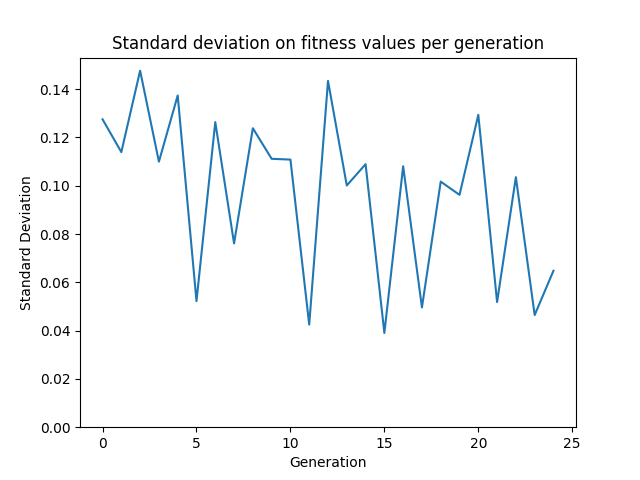 Standard deviation on fitness values per generation
Standard Deviation
0.14
0.12
0.10
0.08
0.06
0.04
0.02
0.00
0 5 10 15 20 25
Generation